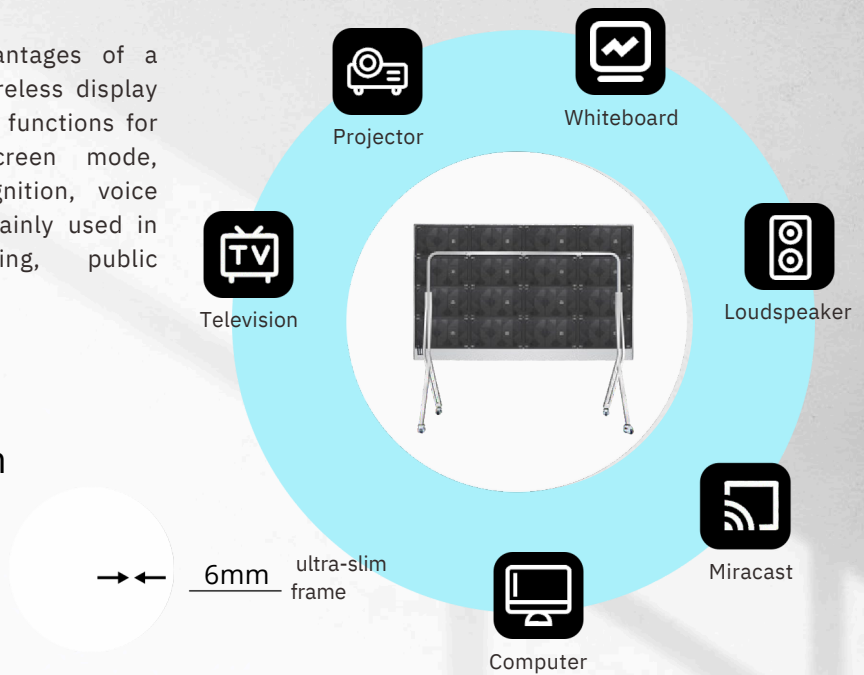 antages of a
reless display
functions for
creen mode,
gnition, voice
ainly used in
ing, public
Projector
Whiteboard
TV
Television
Loudspeaker
Miracast
Computer
6mm
ultra-slim
frame